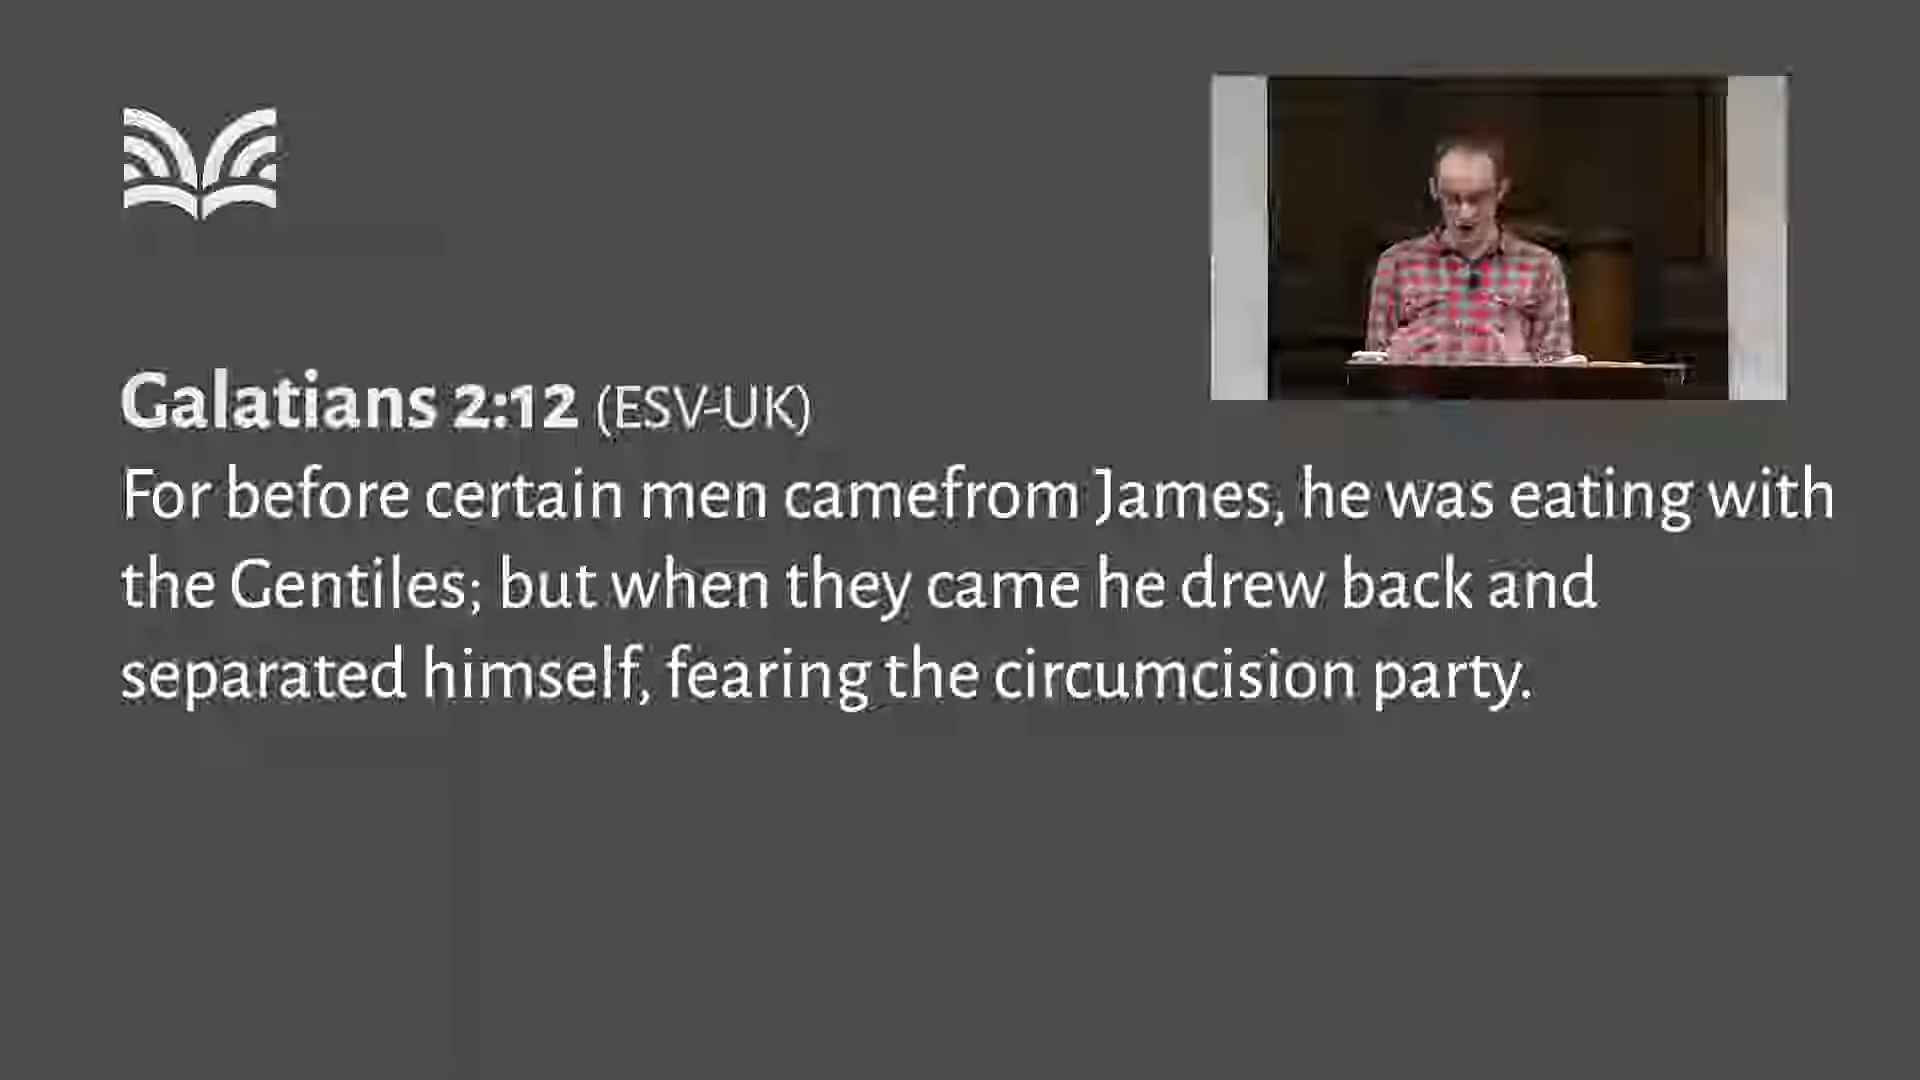 Galatians 2:12 (ESV-UK)
For before certain men camefrom James, he was eating with
the Gentiles; but when they came he drew back and
separated himself, fearing the circumcision party.